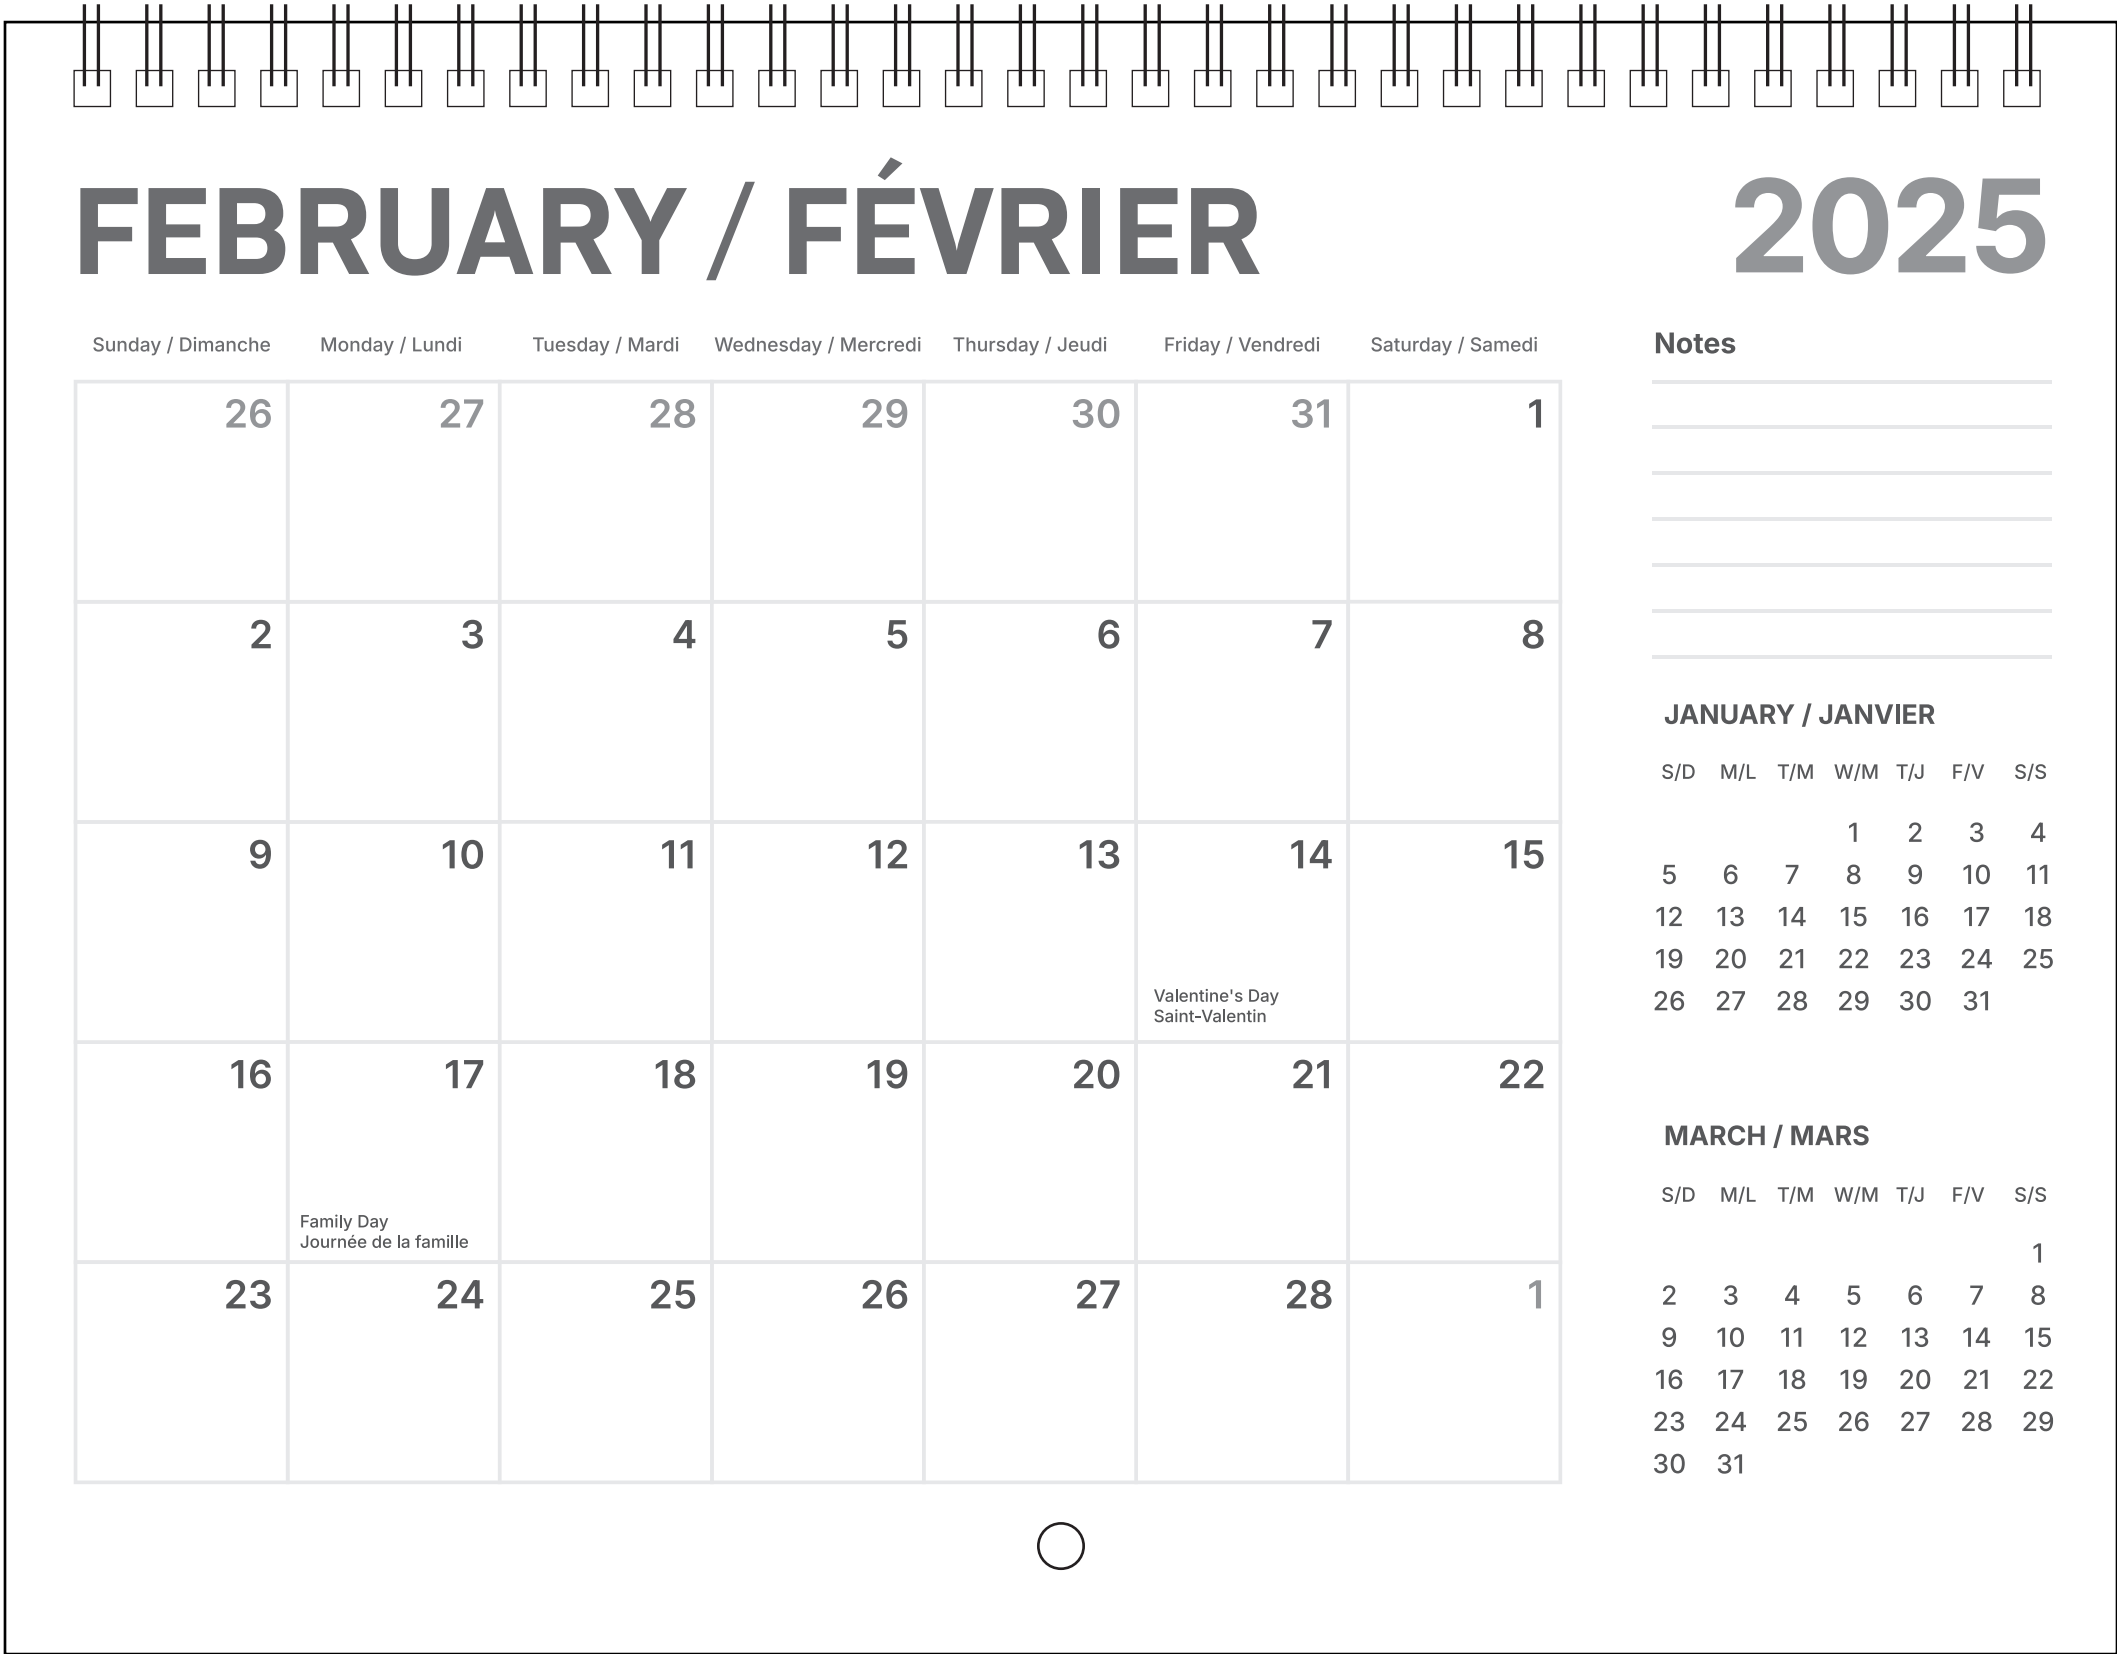 FEBRUARY / FÉVRIER 2025
Sunday / Dimanche Monday / Lundi Tuesday / Mardi Wednesday / Mercredi Thursday / Jeudi Friday / Vendredi Saturday / Samedi
26 27 28 29 30 31 1
2 3 4 5 6 7 8
9 10 11 12 13 14 15
Valentine's Day
Saint-Valentin
16 17 18 19 20 21 22
Family Day
Journée de la famille
23 24 25 26 27 28 1
Notes
JANUARY / JANVIER
S/D M/L T/M W/M T/J F/V S/S
1 2 3 4
5 6 7 8 9 10 11
12 13 14 15 16 17 18
19 20 21 22 23 24 25
26 27 28 29 30 31
MARCH / MARS
S/D M/L T/M W/M T/J F/V S/S
1
2 3 4 5 6 7 8
9 10 11 12 13 14 15
16 17 18 19 20 21 22
23 24 25 26 27 28 29
30 31